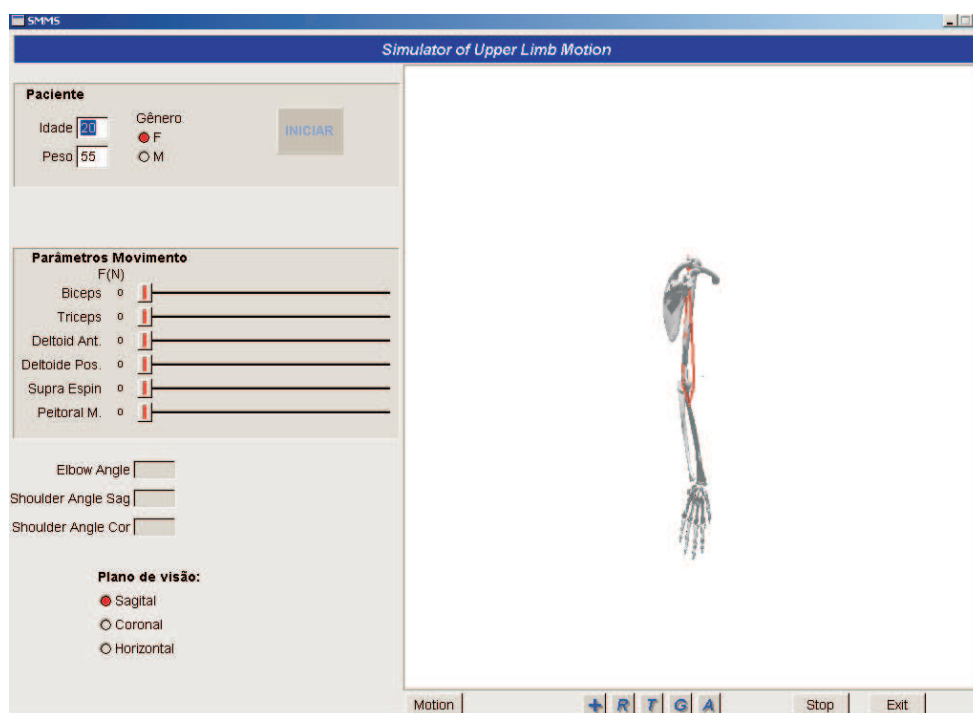 SMMS
Simulator of Upper Limb Motion
Paciente
Idade 20
Peso 55
Gênero
F
M
INICIAR
Parâmetros Movimento
F(N)
Biceps 0
Triceps 0
Deltoid Ant. 0
Deltoide Pos. 0
Supra Espin 0
Peitoral M. 0
Elbow Angle
Shoulder Angle Sag
Shoulder Angle Cor
Plano de visão:
Sagital
Coronal
Horizontal
Motion + R T G A Stop Exit